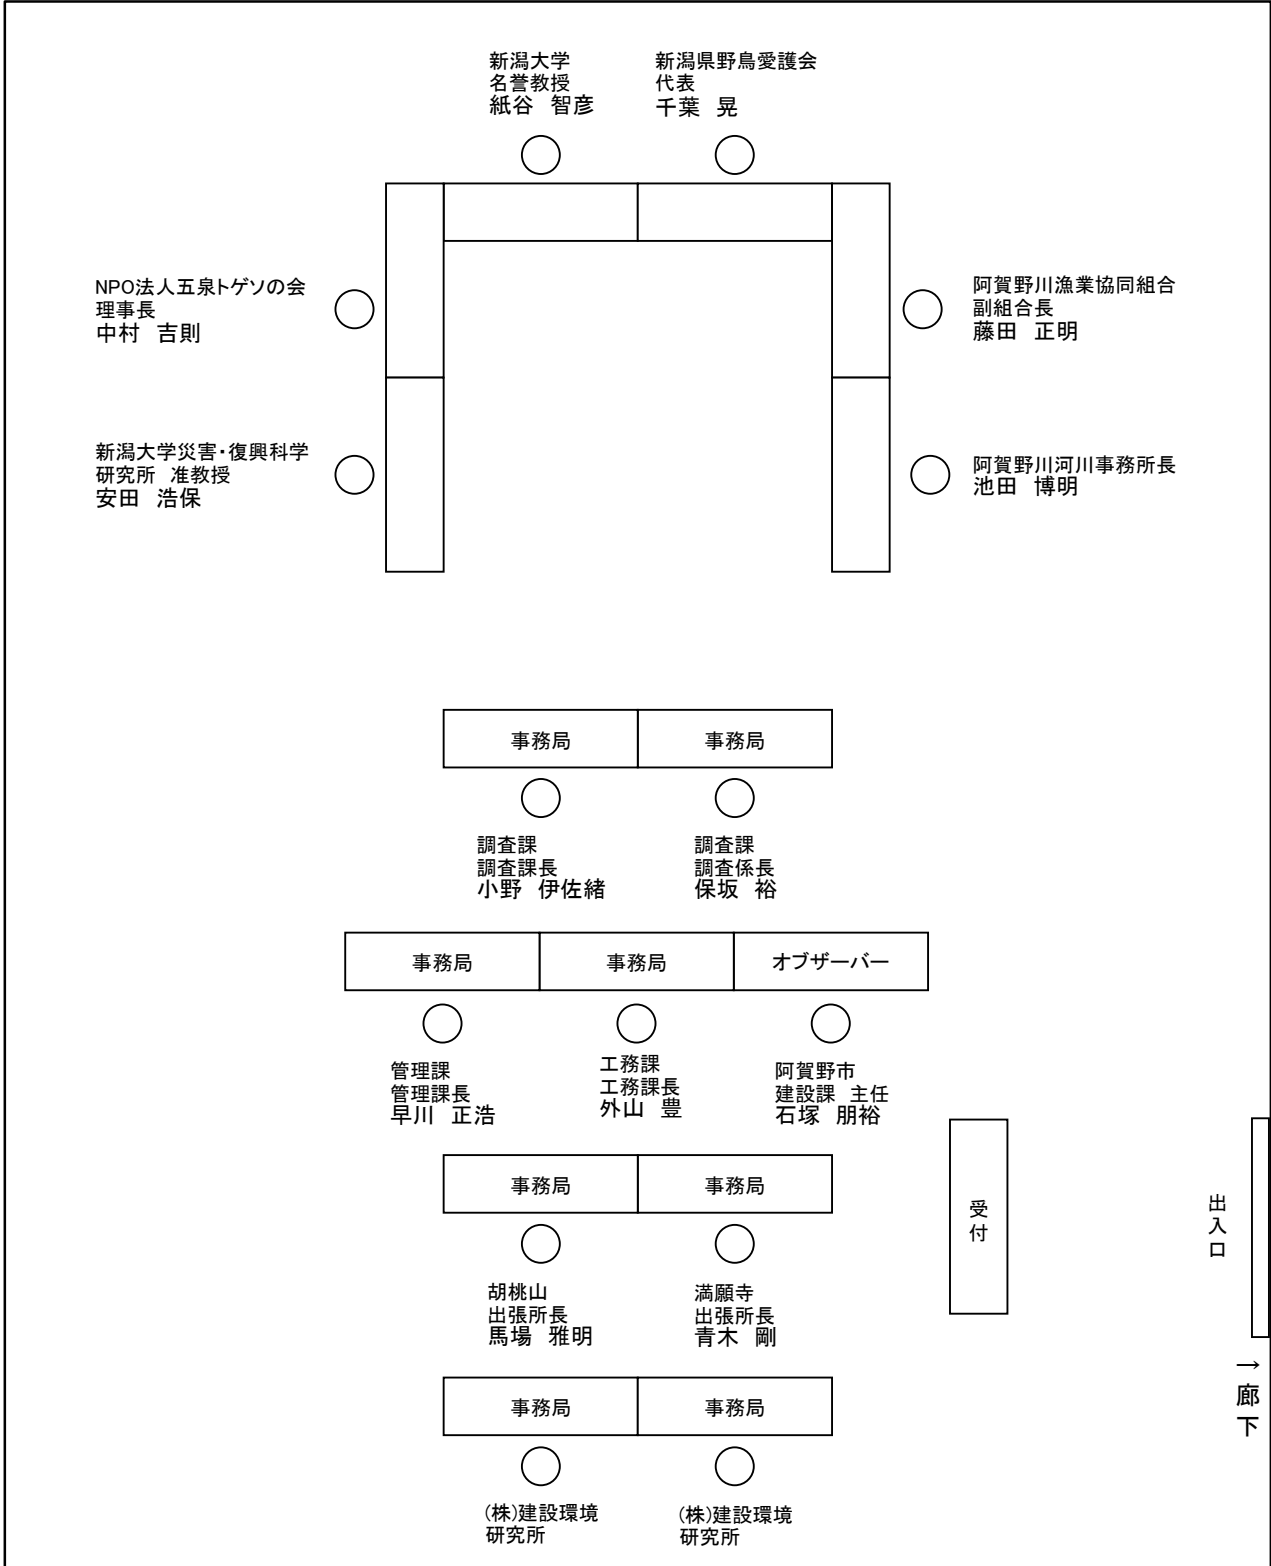 新潟大学
名誉教授
紙谷　智彦
新潟県野鳥愛護会
代表
千葉　晃
NPO法人五泉トゲソの会
理事長
中村　吉則
阿賀野川漁業協同組合
副組合長
藤田　正明
新潟大学災害・復興科学
研究所　准教授
安田　浩保
阿賀野川河川事務所長
池田　博明
事務局
事務局
調査課
調査課長
小野　伊佐緒
調査課
調査係長
保坂　裕
事務局
事務局
オブザーバー
管理課
管理課長
早川　正浩
工務課
工務課長
外山　豊
阿賀野市
建設課　主任
石塚　朋裕
事務局
事務局
受付
出入口
胡桃山
出張所長
馬場　雅明
満願寺
出張所長
青木　剛
→廊下
事務局
事務局
(株)建設環境
研究所
(株)建設環境
研究所